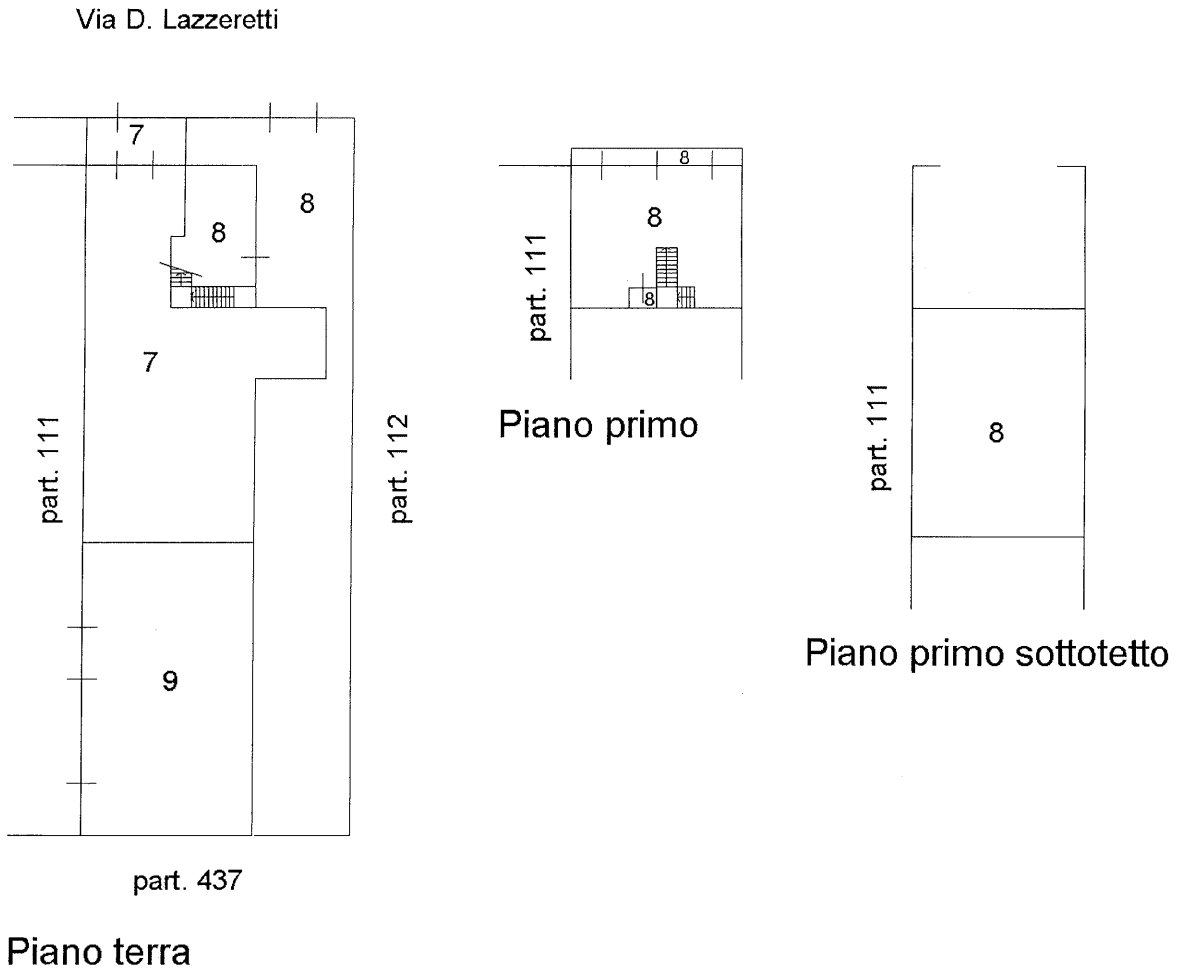 Via D. Lazzeretti
7
8
8
7
part. 111
part. 112
9
part. 437
Piano terra
8
8
part. 111
8
Piano primo
part. 111
8
Piano primo sottotetto